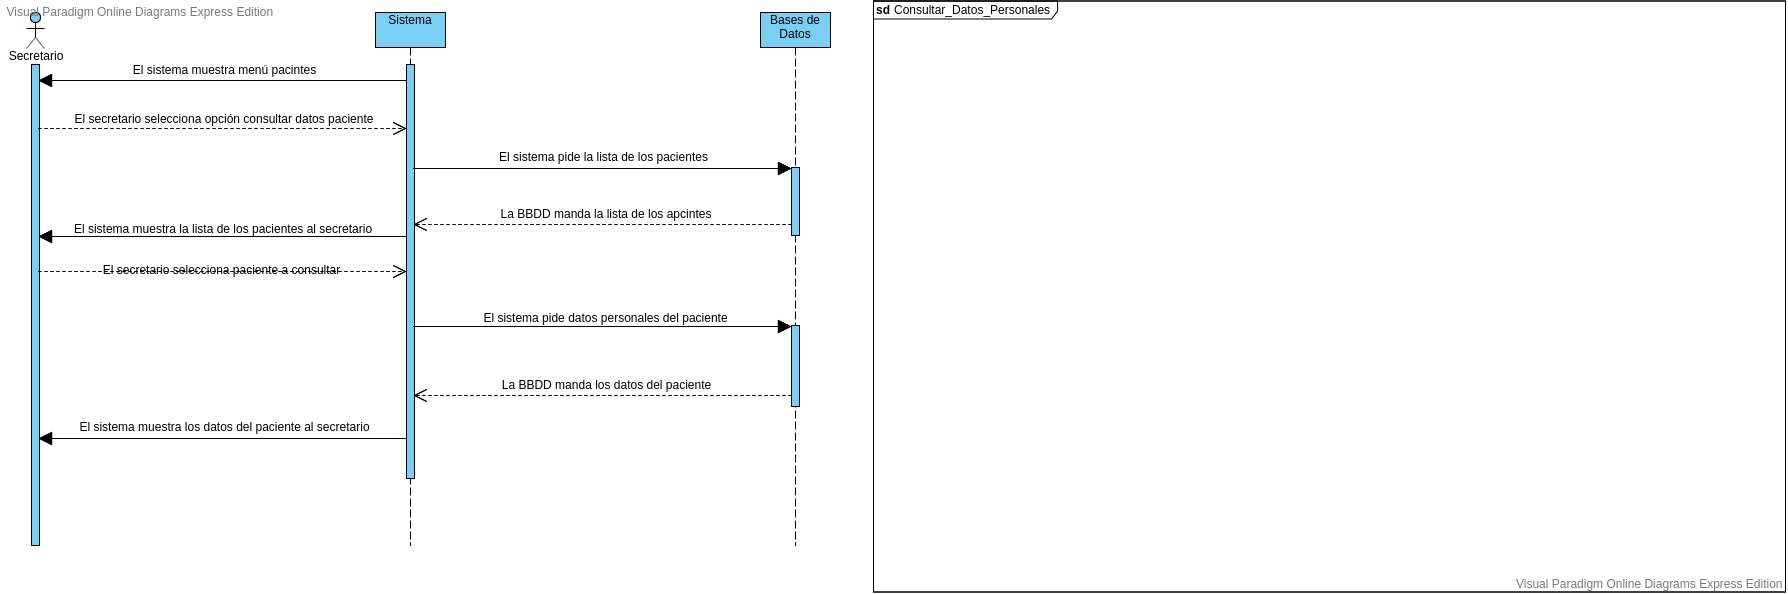 Visual Paradigm Online Diagrams Express Edition
Secretario
Sistema
Bases de
Datos
El sistema muestra menú pacintes
El secretario selecciona opción consultar datos paciente
El sistema pide la lista de los pacientes
La BBDD manda la lista de los apcintes
El sistema muestra la lista de los pacientes al secretario
El secretario selecciona paciente a consultar
El sistema pide datos personales del paciente
La BBDD manda los datos del paciente
El sistema muestra los datos del paciente al secretario
sd Consultar_Datos_Personales
Visual Paradigm Online Diagrams Express Edition